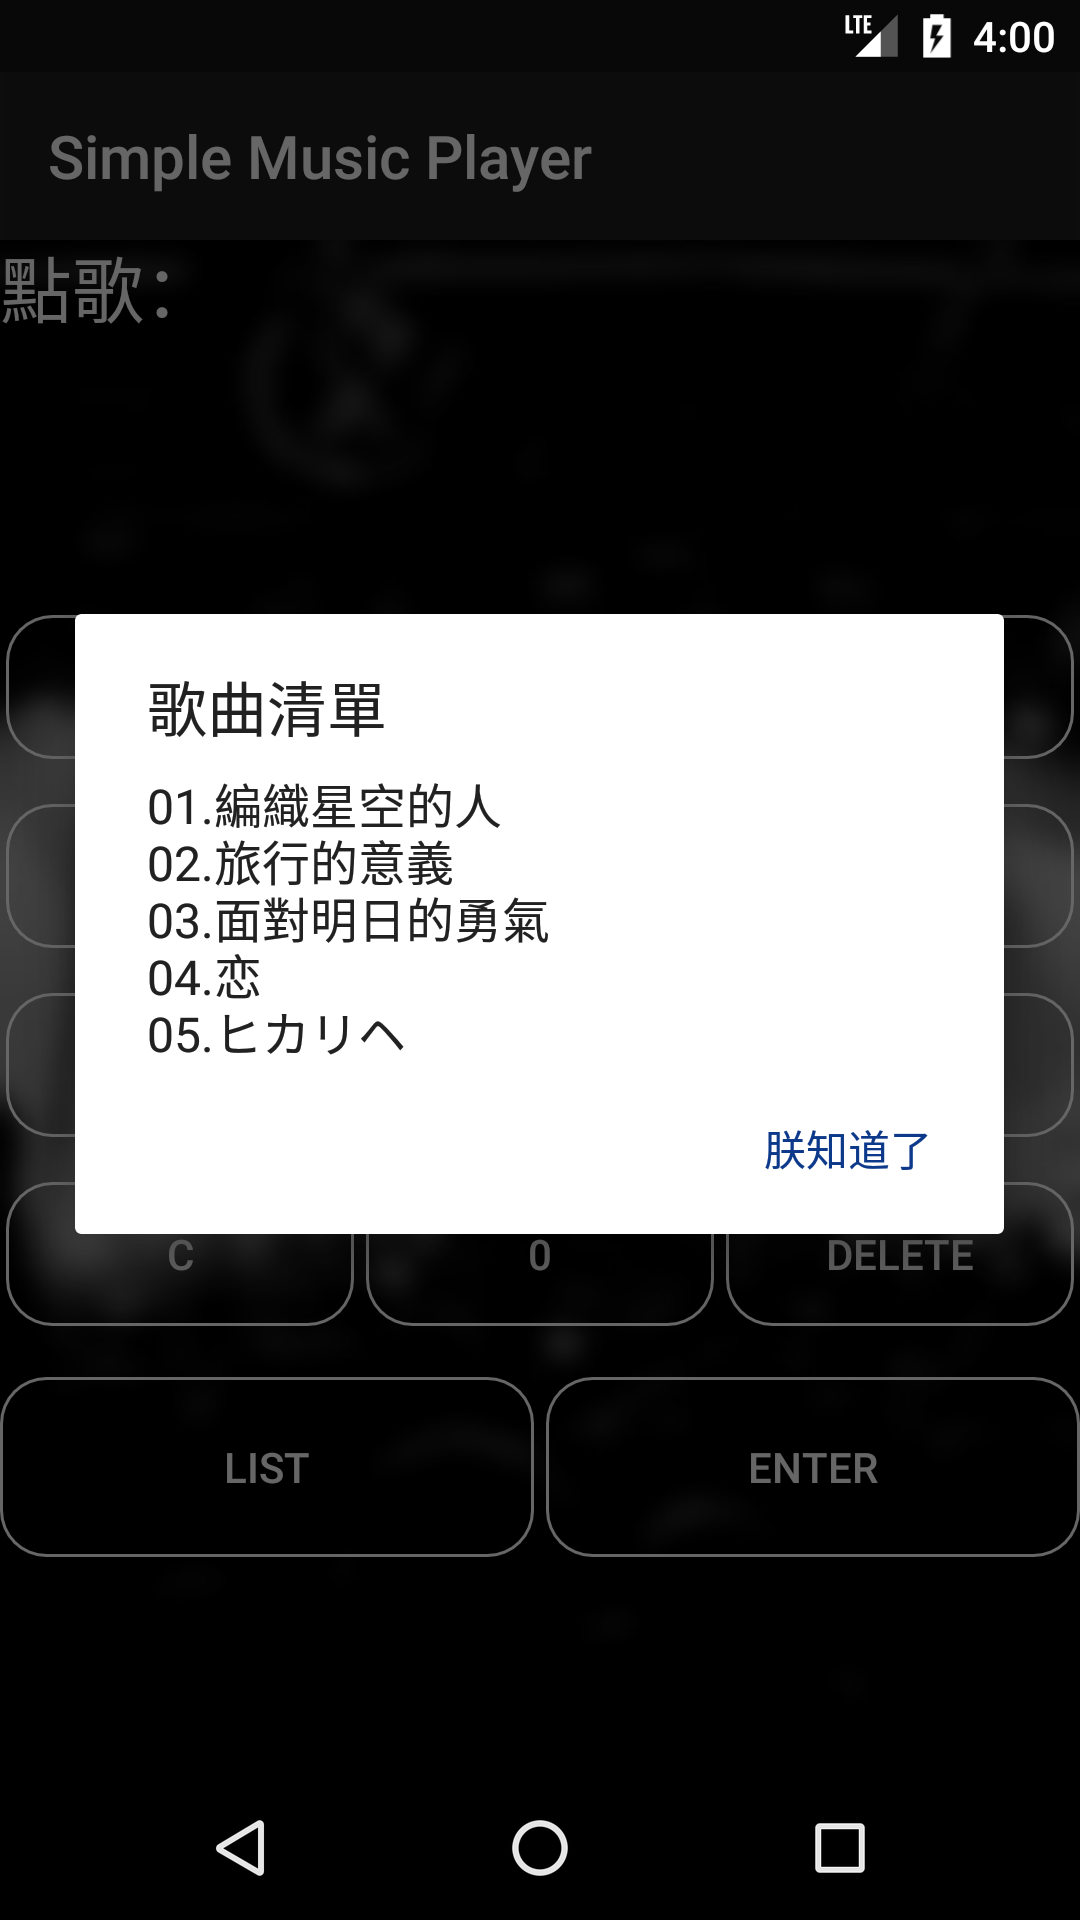 LTE 4:00
Simple Music Player
點歌：
歌曲清單
01.編織星空的人
02.旅行的意義
03.面對明日的勇氣
04.恋
05.ヒカリへ
朕知道了
C 0 DELETE
LIST ENTER